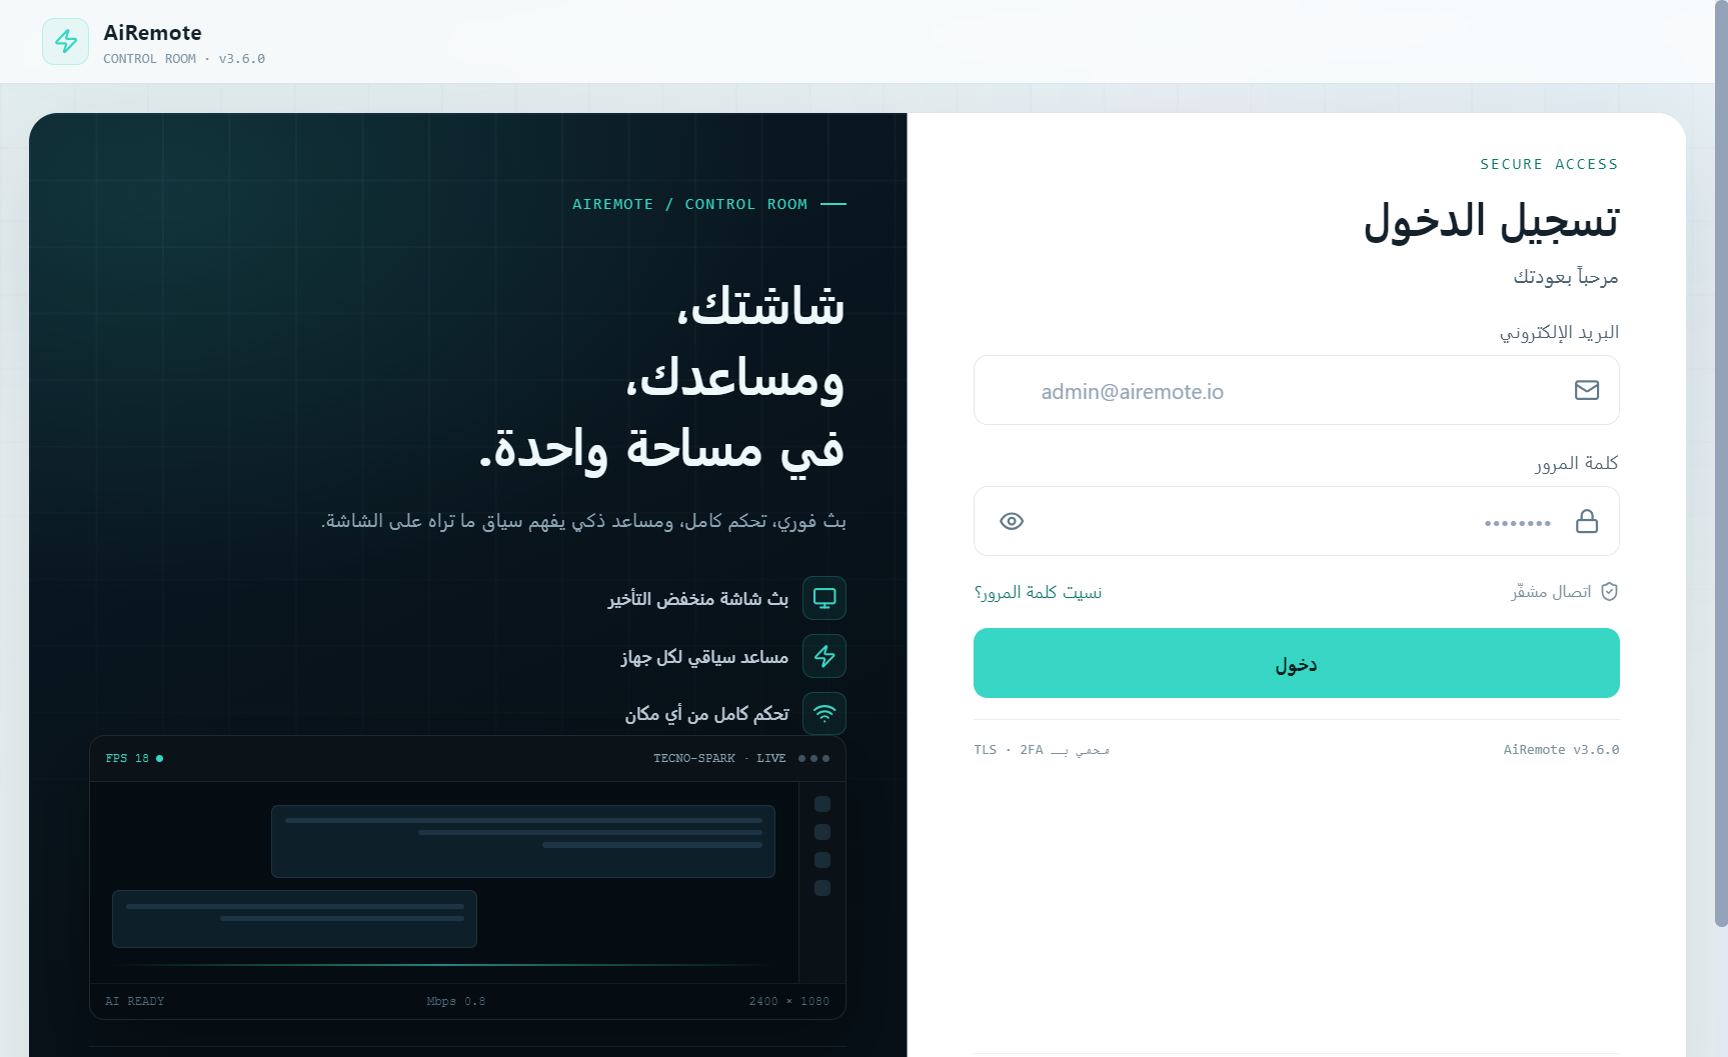 AiRemote
CONTROL ROOM · v3.6.0
SECURE ACCESS
تسجيل الدخول
مرحباً بعودتك
البريد الإلكتروني
admin@airemote.io
كلمة المرور
••••••••
اتصال مشفّر
نسيت كلمة المرور؟
دخول
AiRemote v3.6.0
محمي بـ TLS · 2FA
AIREMOTE / CONTROL ROOM
شاشتك،
ومساعدك،
في مساحة واحدة.
بث فوري، تحكم كامل، ومساعد ذكي يفهم سياق ما تراه على الشاشة.
بث شاشة منخفض التأخير
مساعد سياقي لكل جهاز
تحكم كامل من أي مكان
TECNO-SPARK · LIVE
FPS 18
2400 × 1080
Mbps 0.8
AI READY